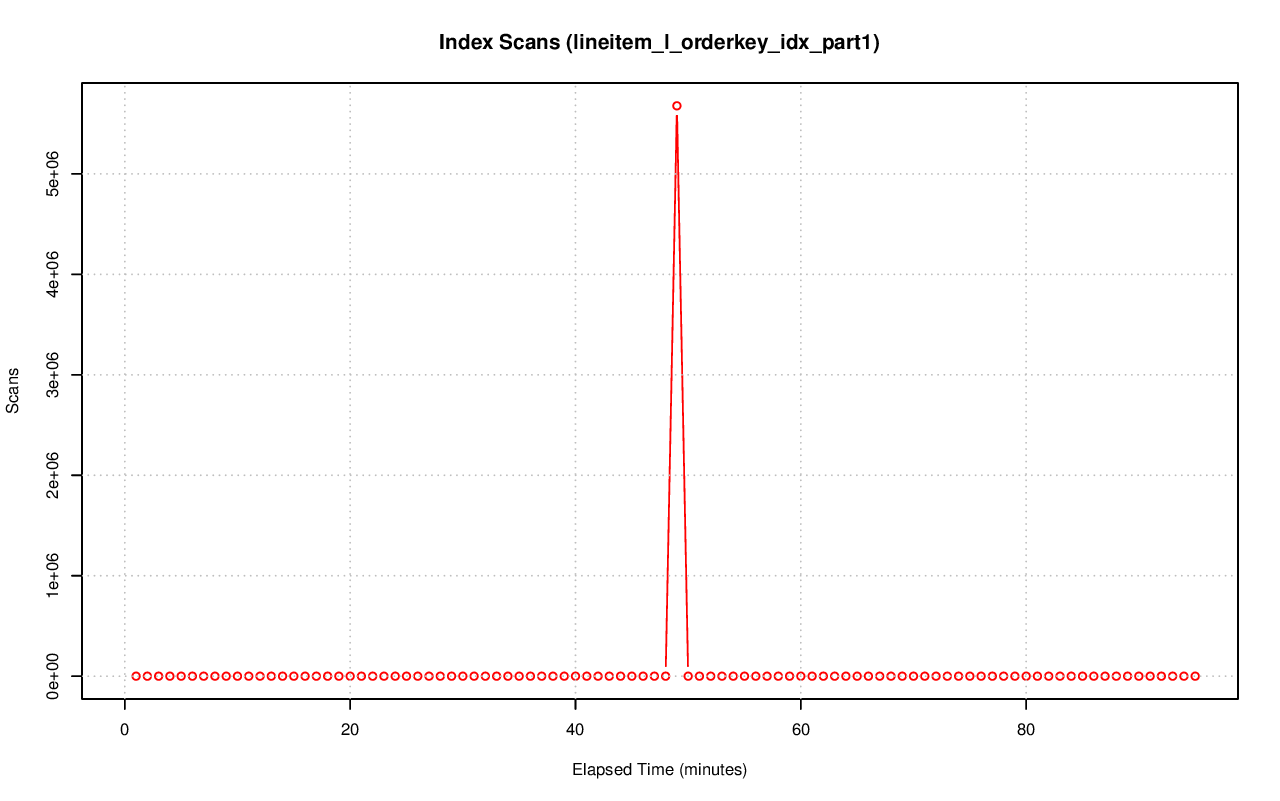 Index Scans (lineitem_l_orderkey_idx_part1)
Scans
5e+06
4e+06
3e+06
2e+06
1e+06
0e+00
0 20 40 60 80
Elapsed Time (minutes)